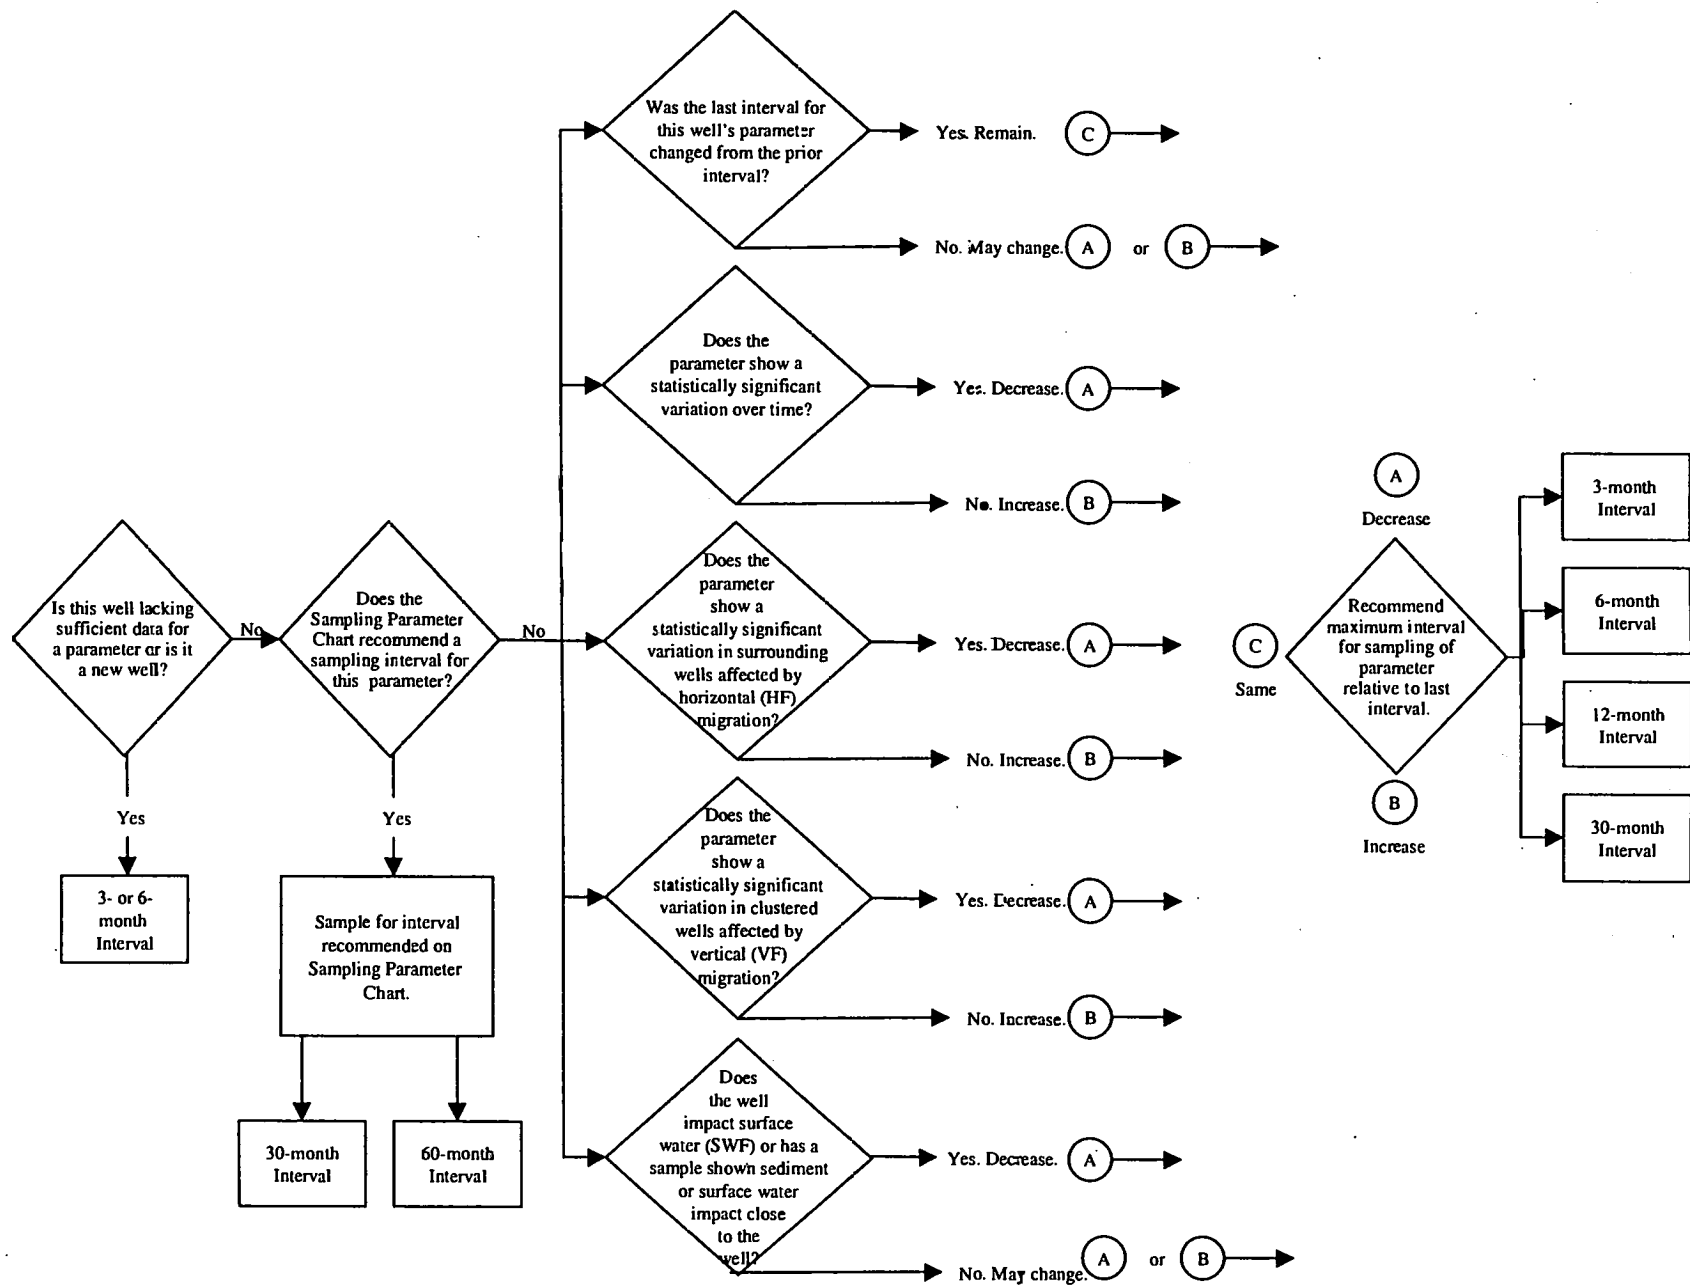 Is this well lacking
sufficient data for
a parameter or is it
a new well?
No
Yes
3- or 6-
month
Interval
Does the
Sampling Parameter
Chart recommend a
sampling interval for
this parameter?
No
Yes
Sample for interval
recommended on
Sampling Parameter
Chart.
30-month
Interval
60-month
Interval
Was the last interval for
this well's parameter
changed from the prior
interval?
Yes. Remain. C
No. May change. A or B
Does the
parameter show a
statistically significant
variation over time?
Yes. Decrease. A
No. Increase. B
Does the
parameter
show a
statistically significant
variation in surrounding
wells affected by
horizontal (HF)
migration?
Yes. Decrease. A
No. Increase. B
Does the
parameter
show a
statistically significant
variation in clustered
wells affected by
vertical (VF)
migration?
Yes. Decrease. A
No. Increase. B
Does
the well
impact surface
water (SWF) or has a
sample shown sediment
or surface water
impact close
to the
well?
Yes. Decrease. A
No. May change. A or B
A
Decrease
C
Same
Recommend
maximum interval
for sampling of
parameter
relative to last
interval.
B
Increase
3-month
Interval
6-month
Interval
12-month
Interval
30-month
Interval